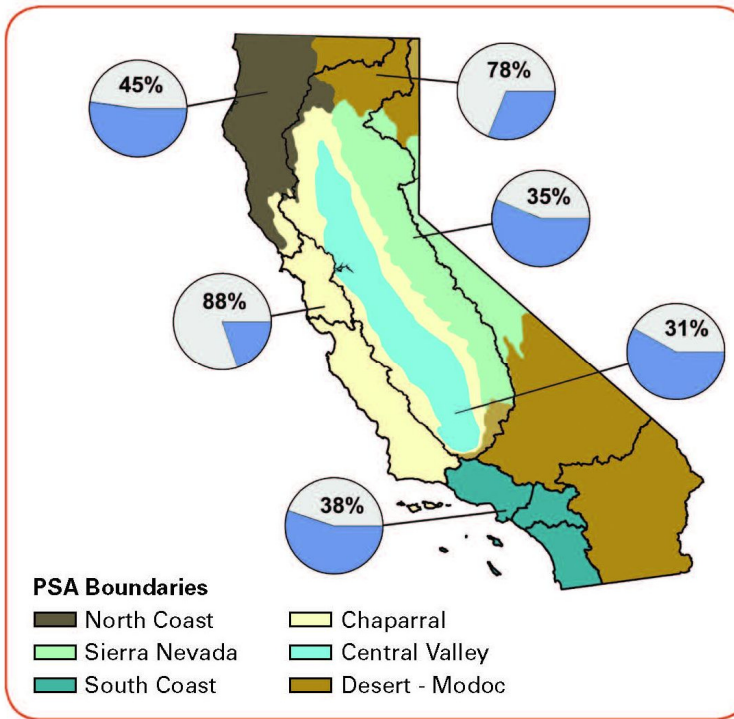 45%
78%
35%
88%
31%
38%
PSA Boundaries
North Coast
Chaparral
Sierra Nevada
Central Valley
South Coast
Desert - Modoc